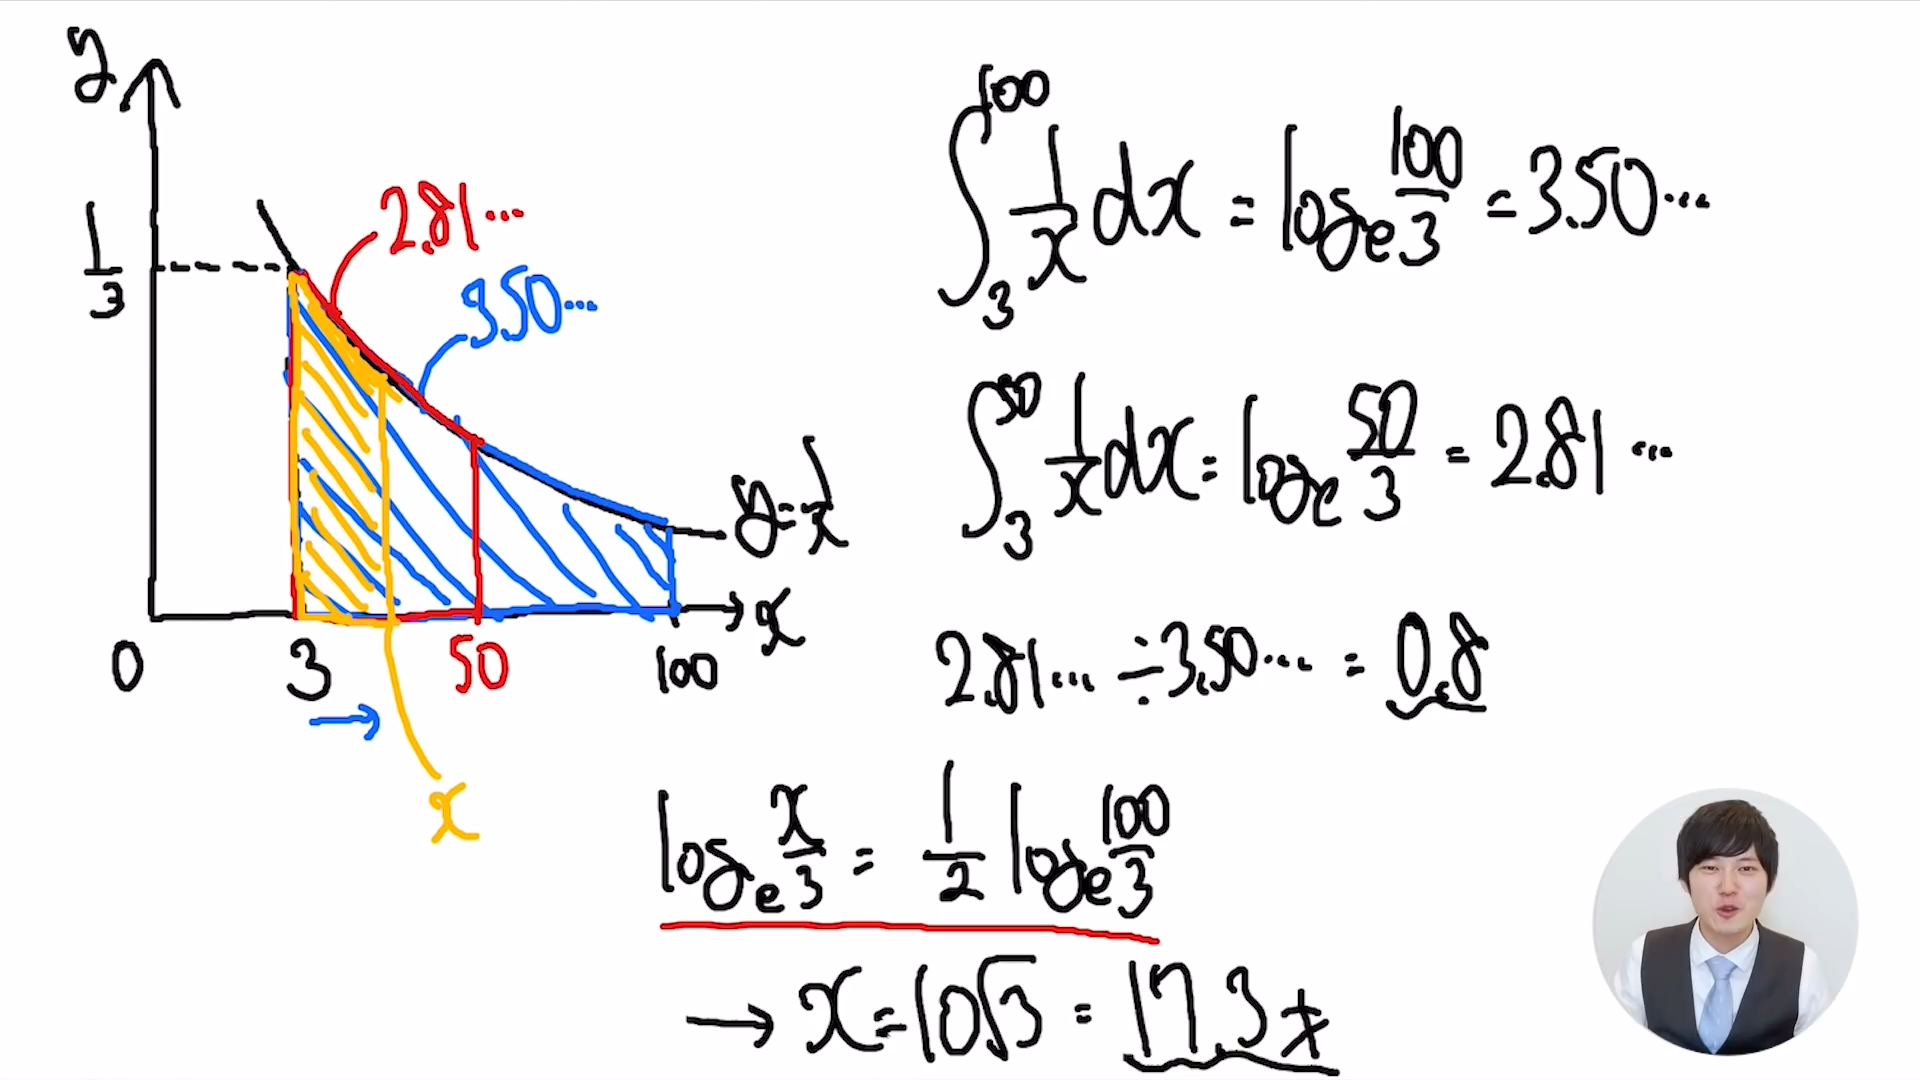 y
1/3
2.81…
3.50…
y=1/x
x
0
3
50
100
→
x
∫₃¹⁰⁰ 1/x dx = logₑ 100/3 = 3.50…
∫₃⁵⁰ 1/x dx = logₑ 50/3 = 2.81…
2.81… ÷ 3.50… = 0.8
logₑ x/3 = 1/2 logₑ 100/3
→ x = 10√3 = 17.3才